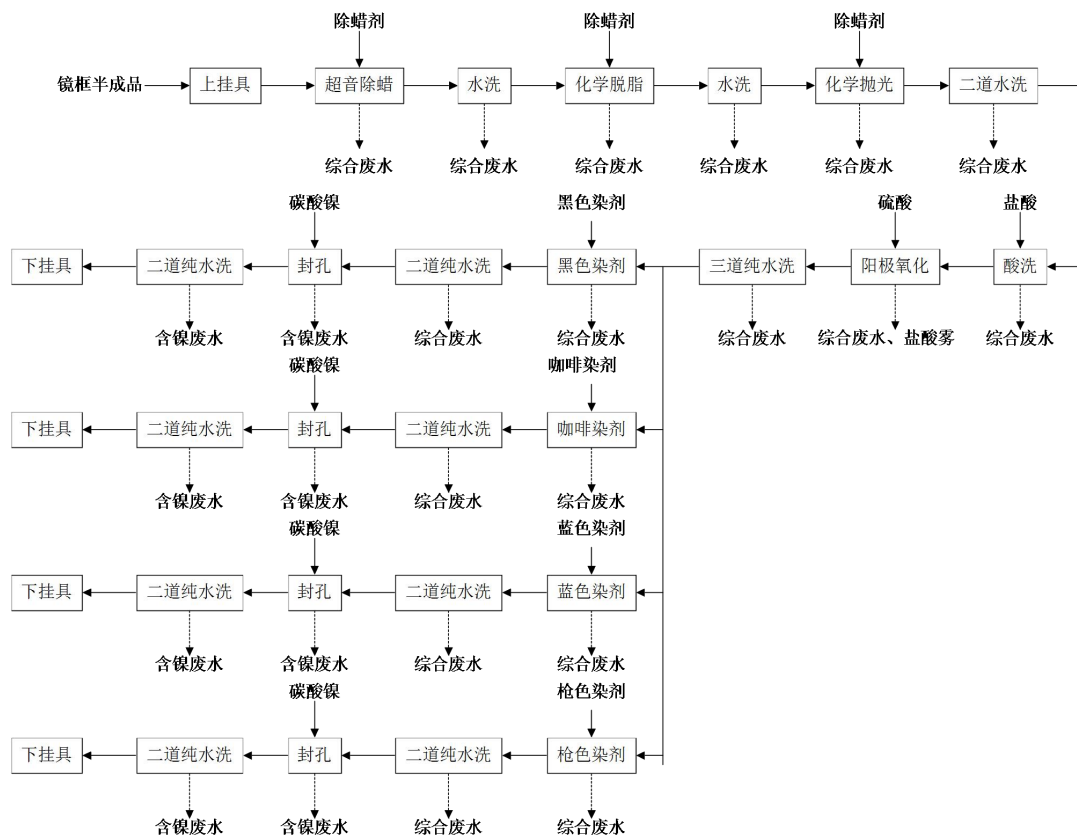 除蜡剂 除蜡剂 除蜡剂
镜框半成品 上挂具 超音除蜡 水洗 化学脱脂 水洗 化学抛光 二道水洗
综合废水 综合废水 综合废水 综合废水 综合废水 综合废水
碳酸镍 黑色染剂 硫酸 盐酸
下挂具 二道纯水洗 封孔 二道纯水洗 黑色染剂 三道纯水洗 阳极氧化 酸洗
含镍废水 含镍废水 综合废水 综合废水 综合废水 综合废水、盐酸雾 综合废水
碳酸镍 咖啡染剂
下挂具 二道纯水洗 封孔 二道纯水洗 咖啡染剂
含镍废水 含镍废水 综合废水 综合废水
碳酸镍 蓝色染剂
下挂具 二道纯水洗 封孔 二道纯水洗 蓝色染剂
含镍废水 含镍废水 综合废水 综合废水
碳酸镍 枪色染剂
下挂具 二道纯水洗 封孔 二道纯水洗 枪色染剂
含镍废水 含镍废水 综合废水 综合废水